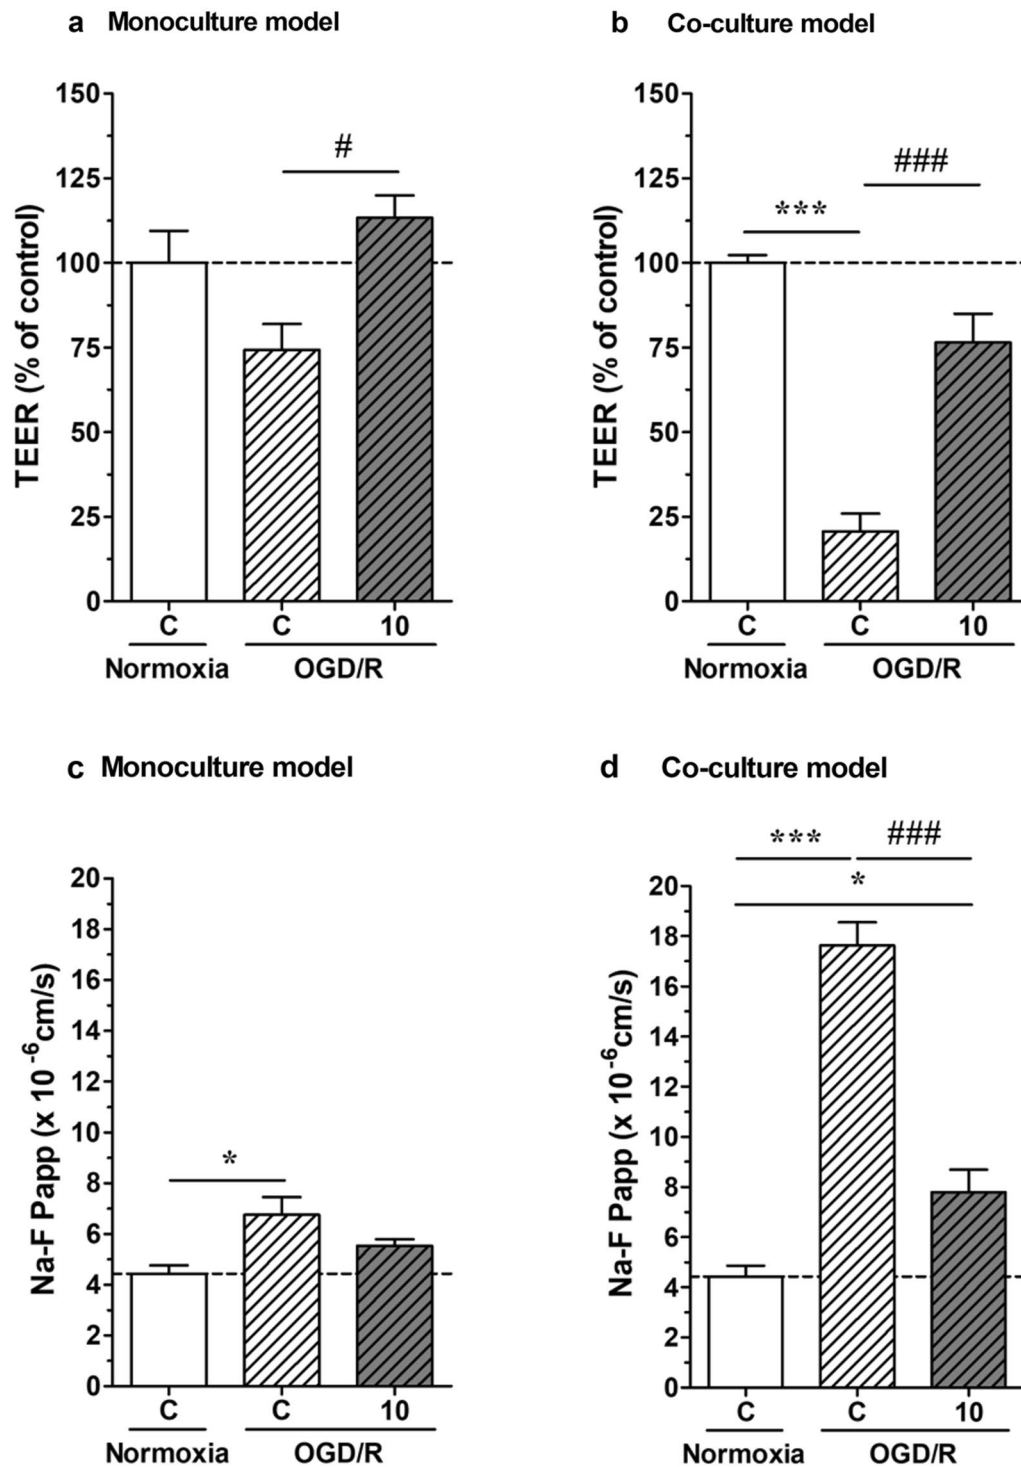 a Monoculture model
150
125
100
75
50
25
0
TEER (% of control)
#
C C 10
Normoxia OGD/R
b Co-culture model
150
125
100
75
50
25
0
TEER (% of control)
***
###
C C 10
Normoxia OGD/R
c Monoculture model
20
18
16
14
12
10
8
6
4
2
0
Na-F Papp (x 10⁻⁶cm/s)
*
C C 10
Normoxia OGD/R
d Co-culture model
20
18
16
14
12
10
8
6
4
2
0
Na-F Papp (x 10⁻⁶cm/s)
*** ###
*
C C 10
Normoxia OGD/R